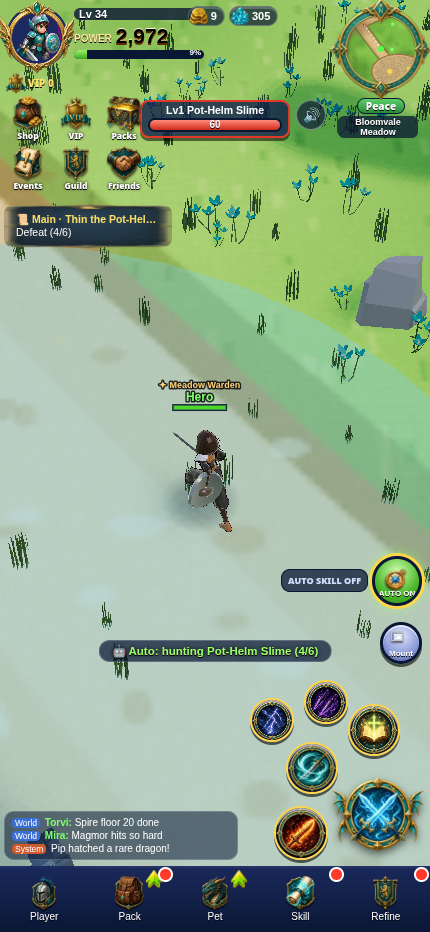 Lv 34
9
305
POWER 2,972
9%
VIP 0
Lv1 Pot-Helm Slime
60
Peace
Bloomvale
Meadow
Shop
VIP
Packs
Events
Guild
Friends
Main · Thin the Pot-Hel...
Defeat (4/6)
Meadow Warden
Hero
AUTO SKILL OFF
AUTO ON
Mount
Auto: hunting Pot-Helm Slime (4/6)
World Torvi: Spire floor 20 done
World Mira: Magmor hits so hard
System Pip hatched a rare dragon!
Player
Pack
Pet
Skill
Refine